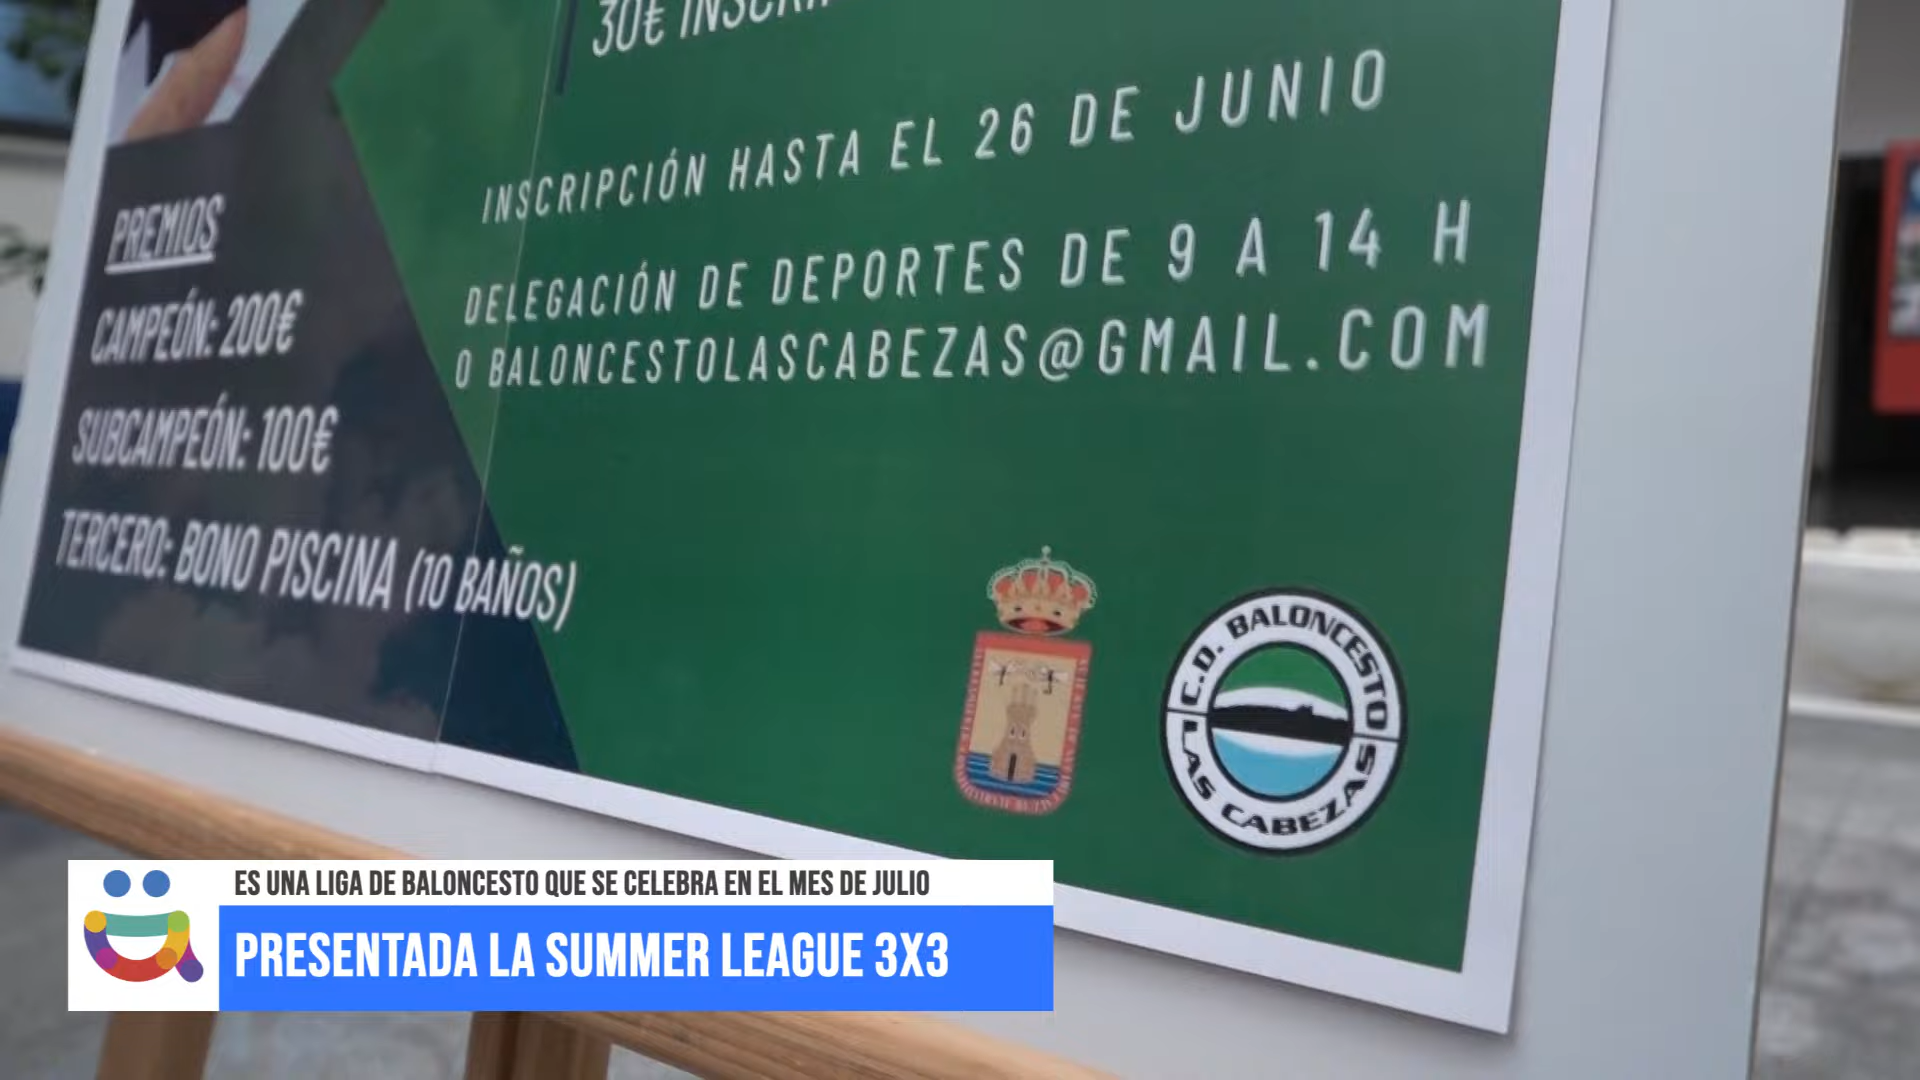 30€
INSCRIPCIÓN HASTA EL 26 DE JUNIO
DELEGACIÓN DE DEPORTES DE 9 A 14 H
O BALONCESTOLASCABEZAS@GMAIL.COM
PREMIOS
CAMPEÓN: 200€
SUBCAMPEÓN: 100€
TERCERO: BONO PISCINA (10 BAÑOS)
C.D. BALONCESTO
LAS CABEZAS
ES UNA LIGA DE BALONCESTO QUE SE CELEBRA EN EL MES DE JULIO
PRESENTADA LA SUMMER LEAGUE 3X3